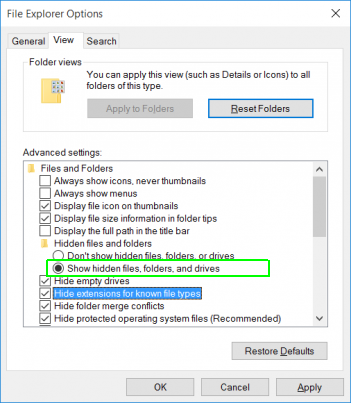 File Explorer Options
General View Search
Folder views
You can apply this view (such as Details or Icons) to all
folders of this type.
Apply to Folders Reset Folders
Advanced settings:
Files and Folders
Always show icons, never thumbnails
Always show menus
Display file icon on thumbnails
Display file size information in folder tips
Display the full path in the title bar
Hidden files and folders
Don't show hidden files, folders, or drives
Show hidden files, folders, and drives
Hide empty drives
Hide extensions for known file types
Hide folder merge conflicts
Hide protected operating system files (Recommended)
Restore Defaults
OK Cancel Apply